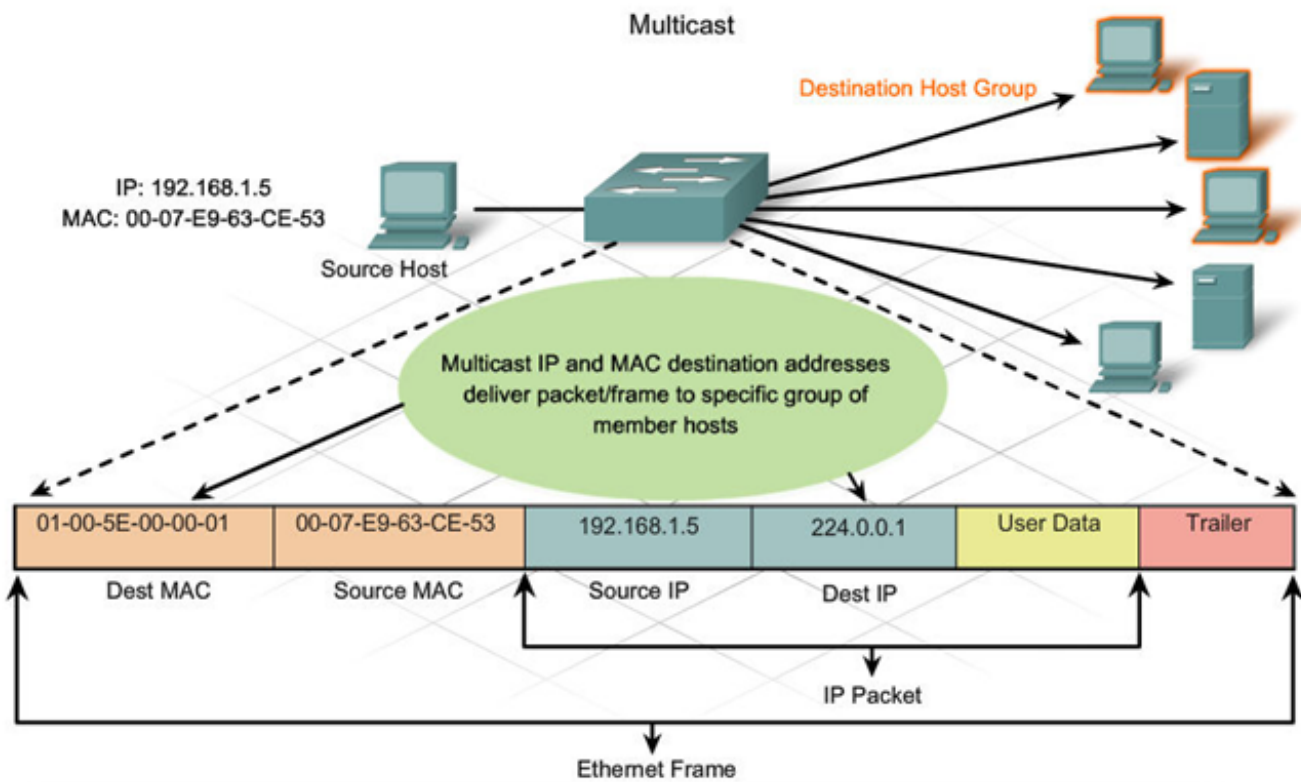 Multicast
Destination Host Group
IP: 192.168.1.5
MAC: 00-07-E9-63-CE-53
Source Host
Multicast IP and MAC destination addresses
deliver packet/frame to specific group of
member hosts
01-00-5E-00-00-01 00-07-E9-63-CE-53 192.168.1.5 224.0.0.1 User Data Trailer
Dest MAC Source MAC Source IP Dest IP
IP Packet
Ethernet Frame